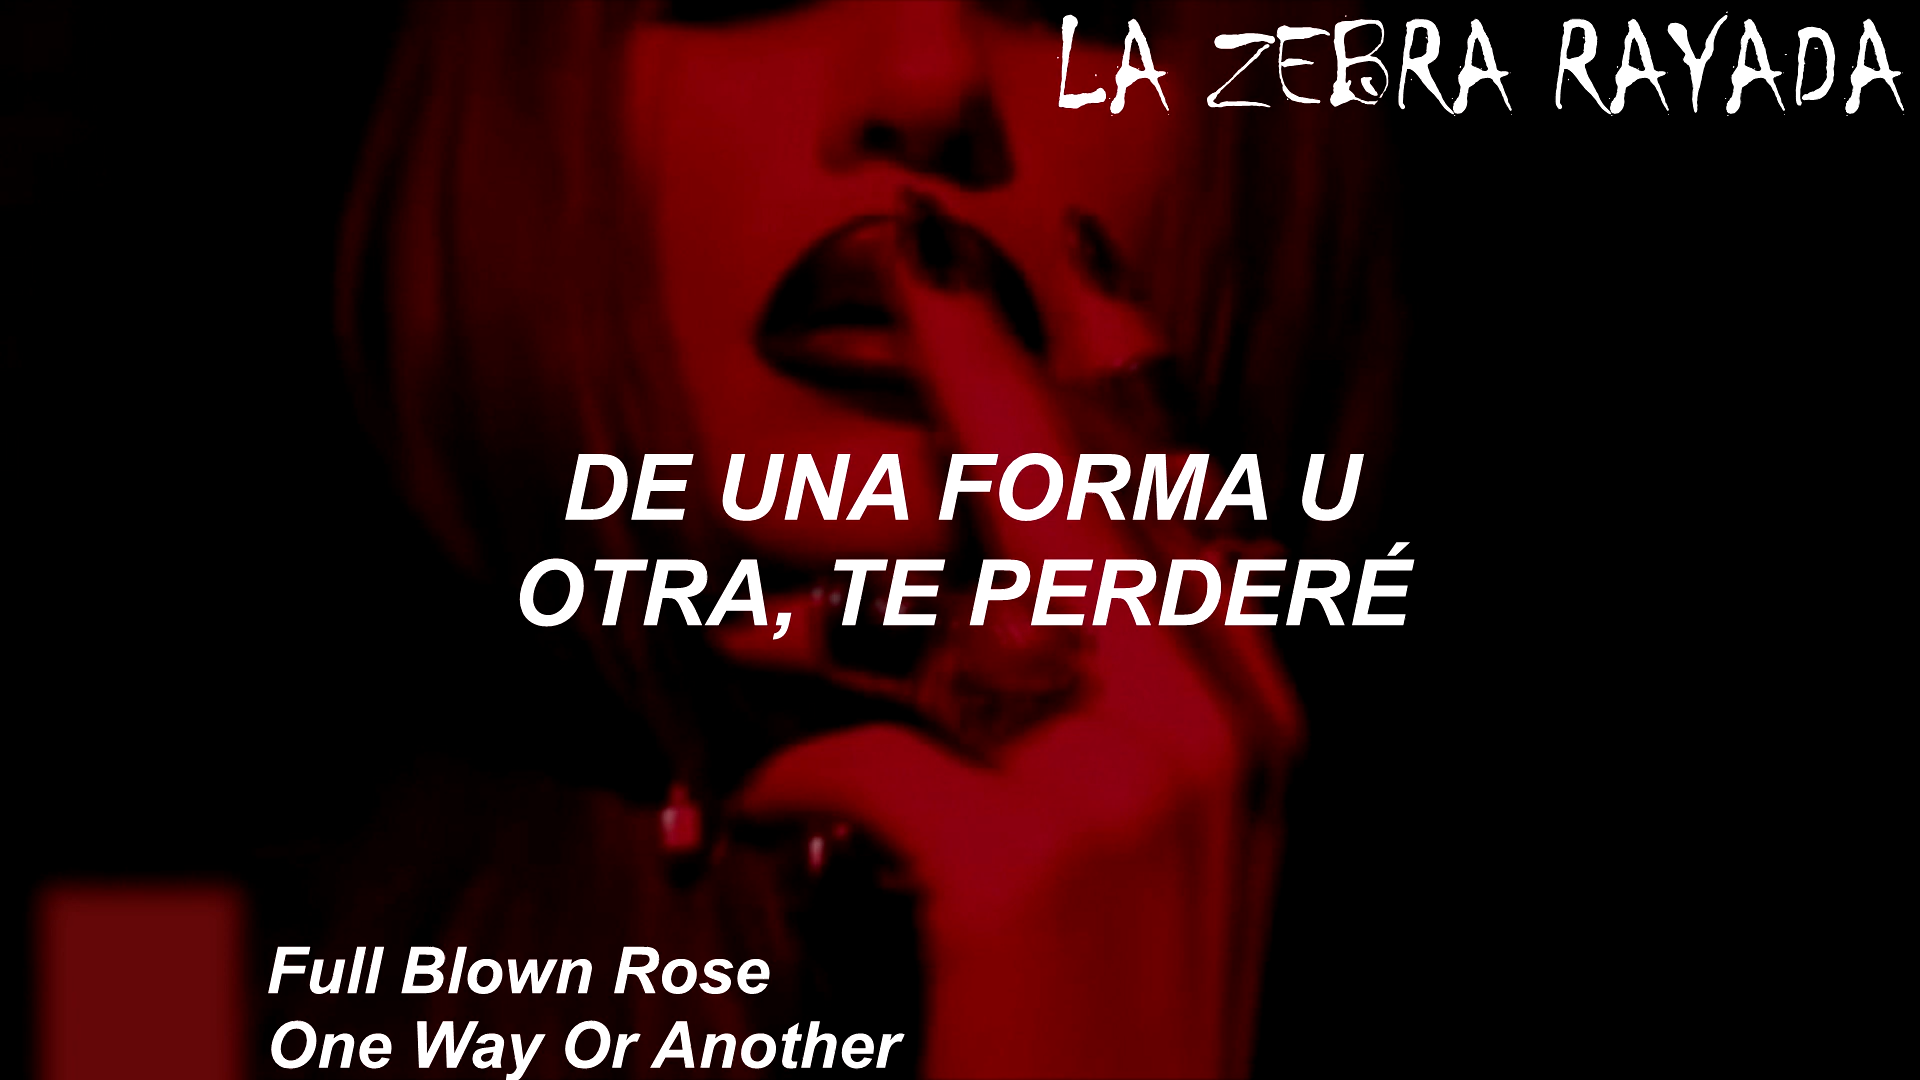 LA ZEBRA RAYADA
DE UNA FORMA U
OTRA, TE PERDERÉ
Full Blown Rose
One Way Or Another